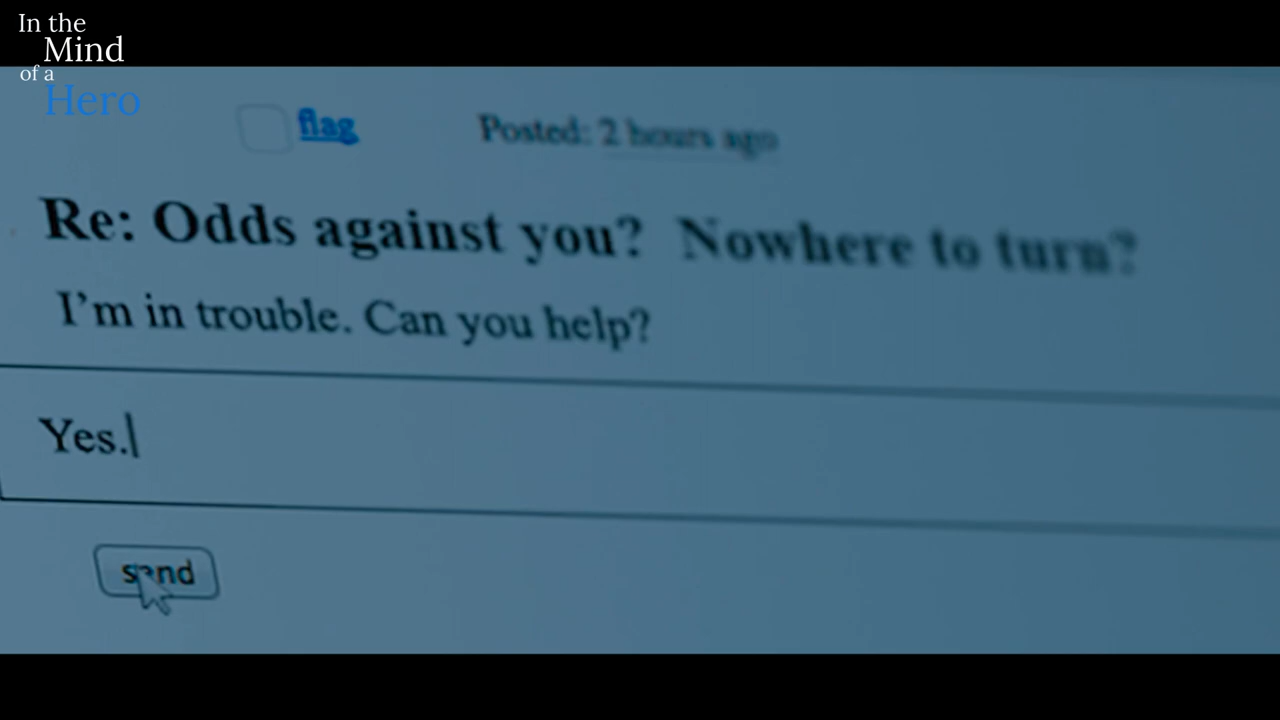 In the
Mind
of a
Hero
flag
Posted: 2 hours ago
Re: Odds against you? Nowhere to turn?
I'm in trouble. Can you help?
Yes.
send